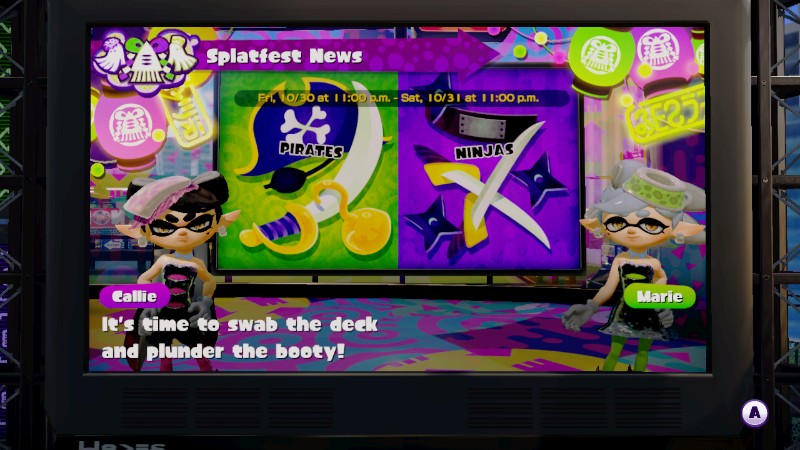 Splatfest News
Fri, 10/30 at 11:00 p.m. - Sat, 10/31 at 11:00 p.m.
PIRATES
NINJAS
Callie
Marie
It's time to swab the deck
and plunder the booty!
A